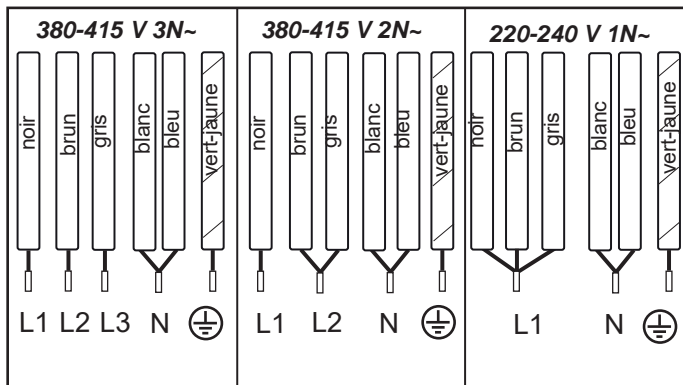 380-415 V 3N~
noir
brun
gris
blanc
bleu
vert-jaune
L1 L2 L3 N
380-415 V 2N~
noir
brun
gris
blanc
bleu
vert-jaune
L1 L2 N
220-240 V 1N~
noir
brun
gris
blanc
bleu
vert-jaune
L1 N